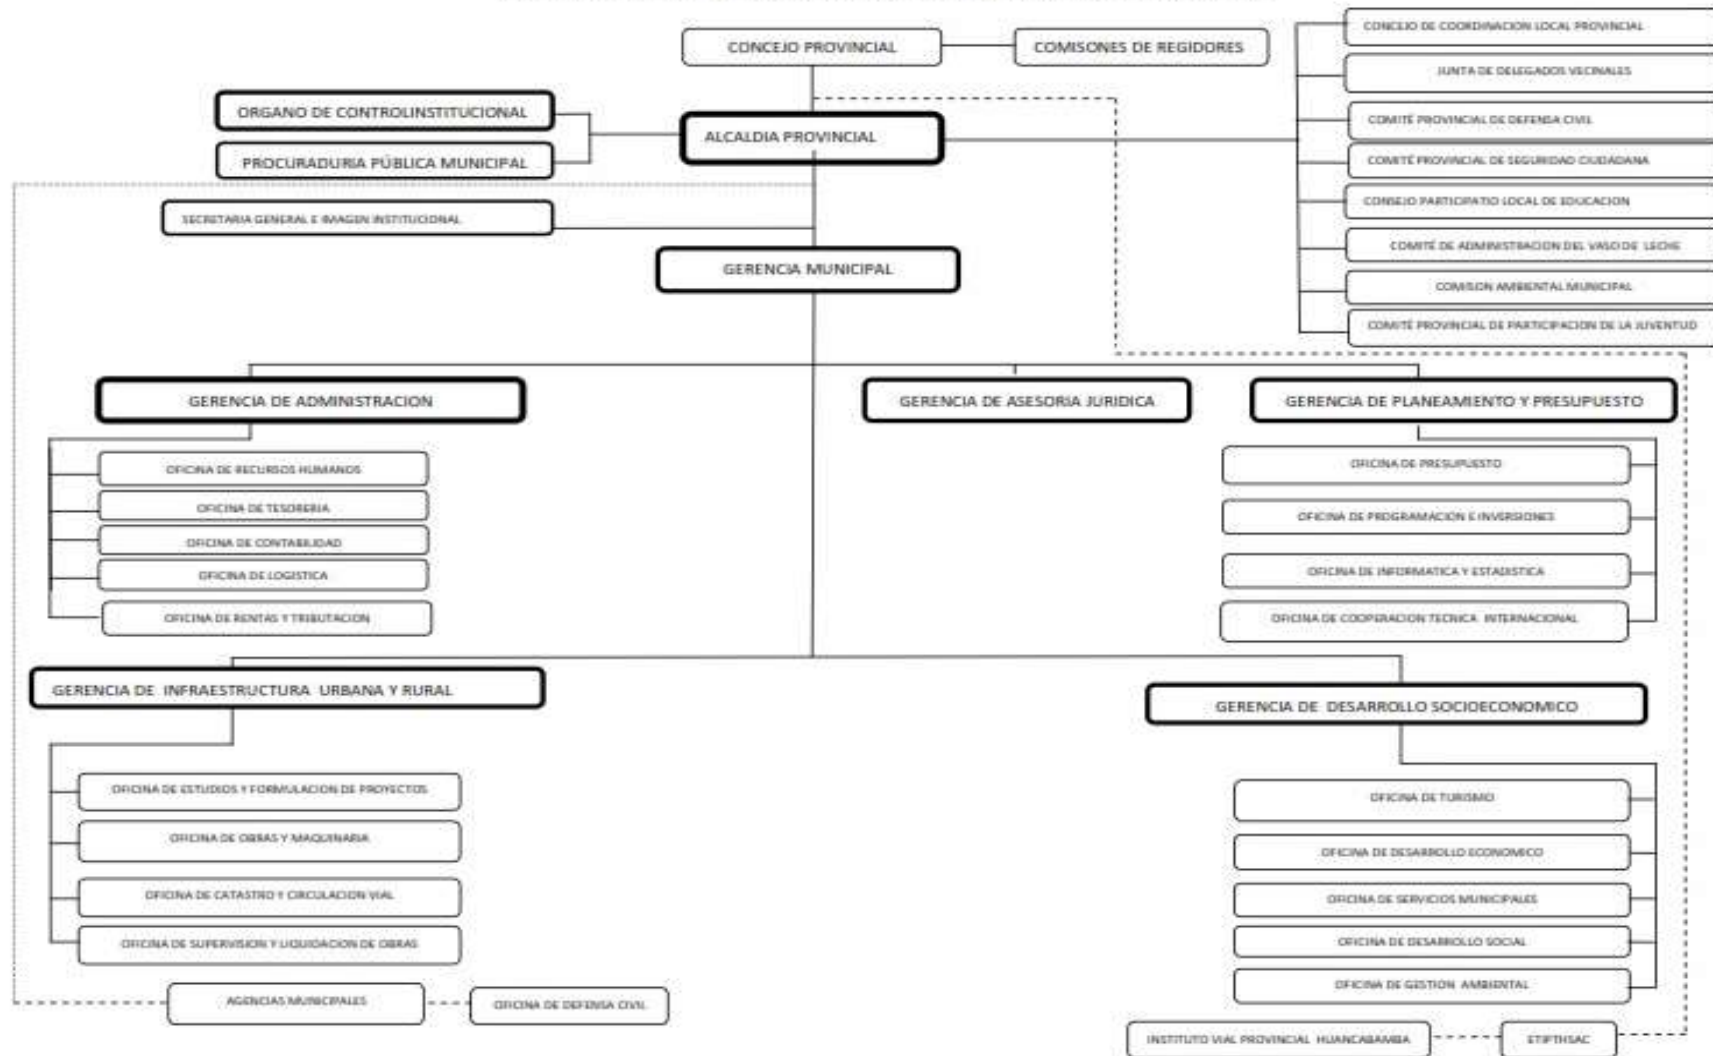 CONCEJO PROVINCIAL
COMISONES DE REGIDORES
CONCEJO DE COORDINACION LOCAL PROVINCIAL
JUNTA DE DELEGADOS VECINALES
ORGANO DE CONTROLINSTITUCIONAL
ALCALDIA PROVINCIAL
COMITÉ PROVINCIAL DE DEFENSA CIVIL
PROCURADURIA PÚBLICA MUNICIPAL
COMITÉ PROVINCIAL DE SEGURIDAD CIUDADANA
SECRETARIA GENERAL E IMAGEN INSTITUCIONAL
CONSEJO PARTICIPATIO LOCAL DE EDUCACION
COMITÉ DE ADMINISTRACION DEL VASO DE LECHE
GERENCIA MUNICIPAL
COMISON AMBIENTAL MUNICIPAL
COMITÉ PROVINCIAL DE PARTICIPACION DE LA JUVENTUD
GERENCIA DE ADMINISTRACION
GERENCIA DE ASESORIA JURIDICA
GERENCIA DE PLANEAMIENTO Y PRESUPUESTO
OFICINA DE RECURSOS HUMANOS
OFICINA DE TESORERIA
OFICINA DE CONTABILIDAD
OFICINA DE LOGISTICA
OFICINA DE RENTAS Y TRIBUTACION
OFICINA DE PRESUPUESTO
OFICINA DE PROGRAMACION E INVERSIONES
OFICINA DE INFORMATICA Y ESTADISTICA
OFICINA DE COOPERACION TECNICA INTERNACIONAL
GERENCIA DE INFRAESTRUCTURA URBANA Y RURAL
GERENCIA DE DESARROLLO SOCIOECONOMICO
OFICINA DE ESTUDIOS Y FORMULACION DE PROYECTOS
OFICINA DE OBRAS Y MAQUINARIA
OFICINA DE CATASTRO Y CIRCULACION VIAL
OFICINA DE SUPERVISION Y LIQUIDACION DE OBRAS
OFICINA DE TURISMO
OFICINA DE DESARROLLO ECONOMICO
OFICINA DE SERVICIOS MUNICIPALES
OFICINA DE DESARROLLO SOCIAL
OFICINA DE GESTION AMBIENTAL
AGENCIAS MUNICIPALES
OFICINA DE DEFENSA CIVIL
INSTITUTO VIAL PROVINCIAL HUANCABAMBA
ETIPTHSAC